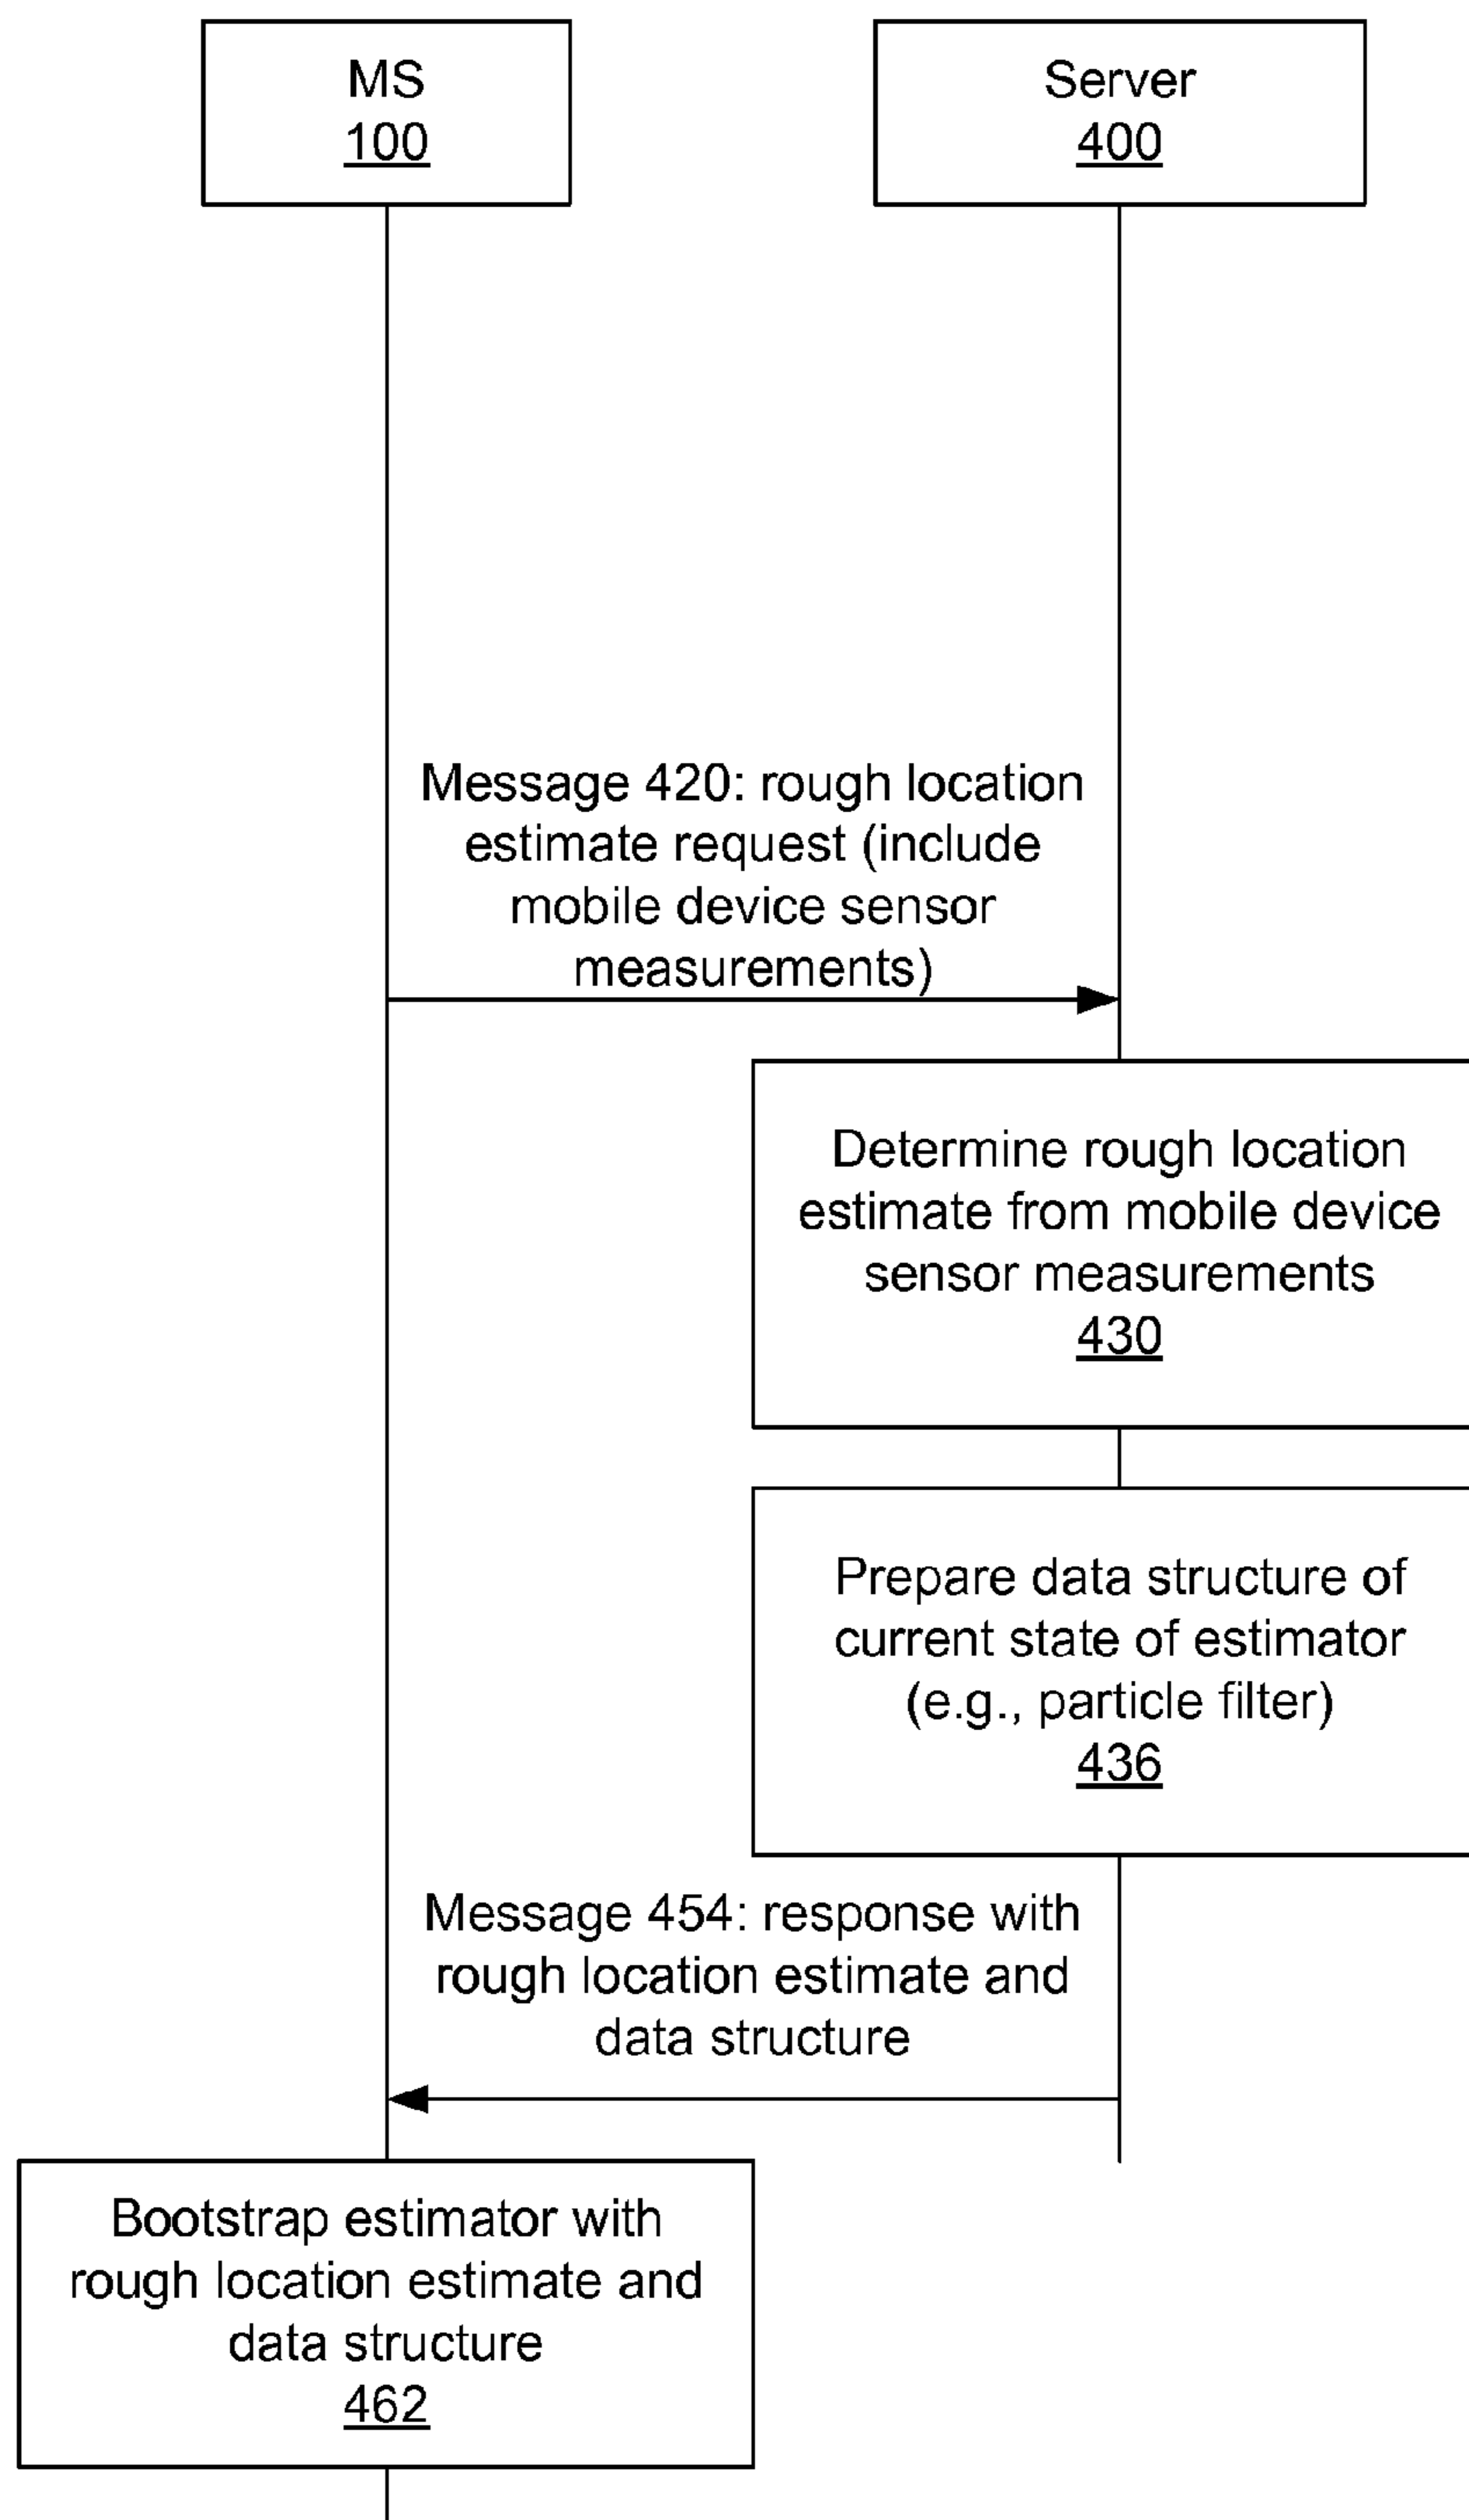 MS
100
Server
400
Message 420: rough location
estimate request (include
mobile device sensor
measurements)
Determine rough location
estimate from mobile device
sensor measurements
430
Prepare data structure of
current state of estimator
(e.g., particle filter)
436
Message 454: response with
rough location estimate and
data structure
Bootstrap estimator with
rough location estimate and
data structure
462